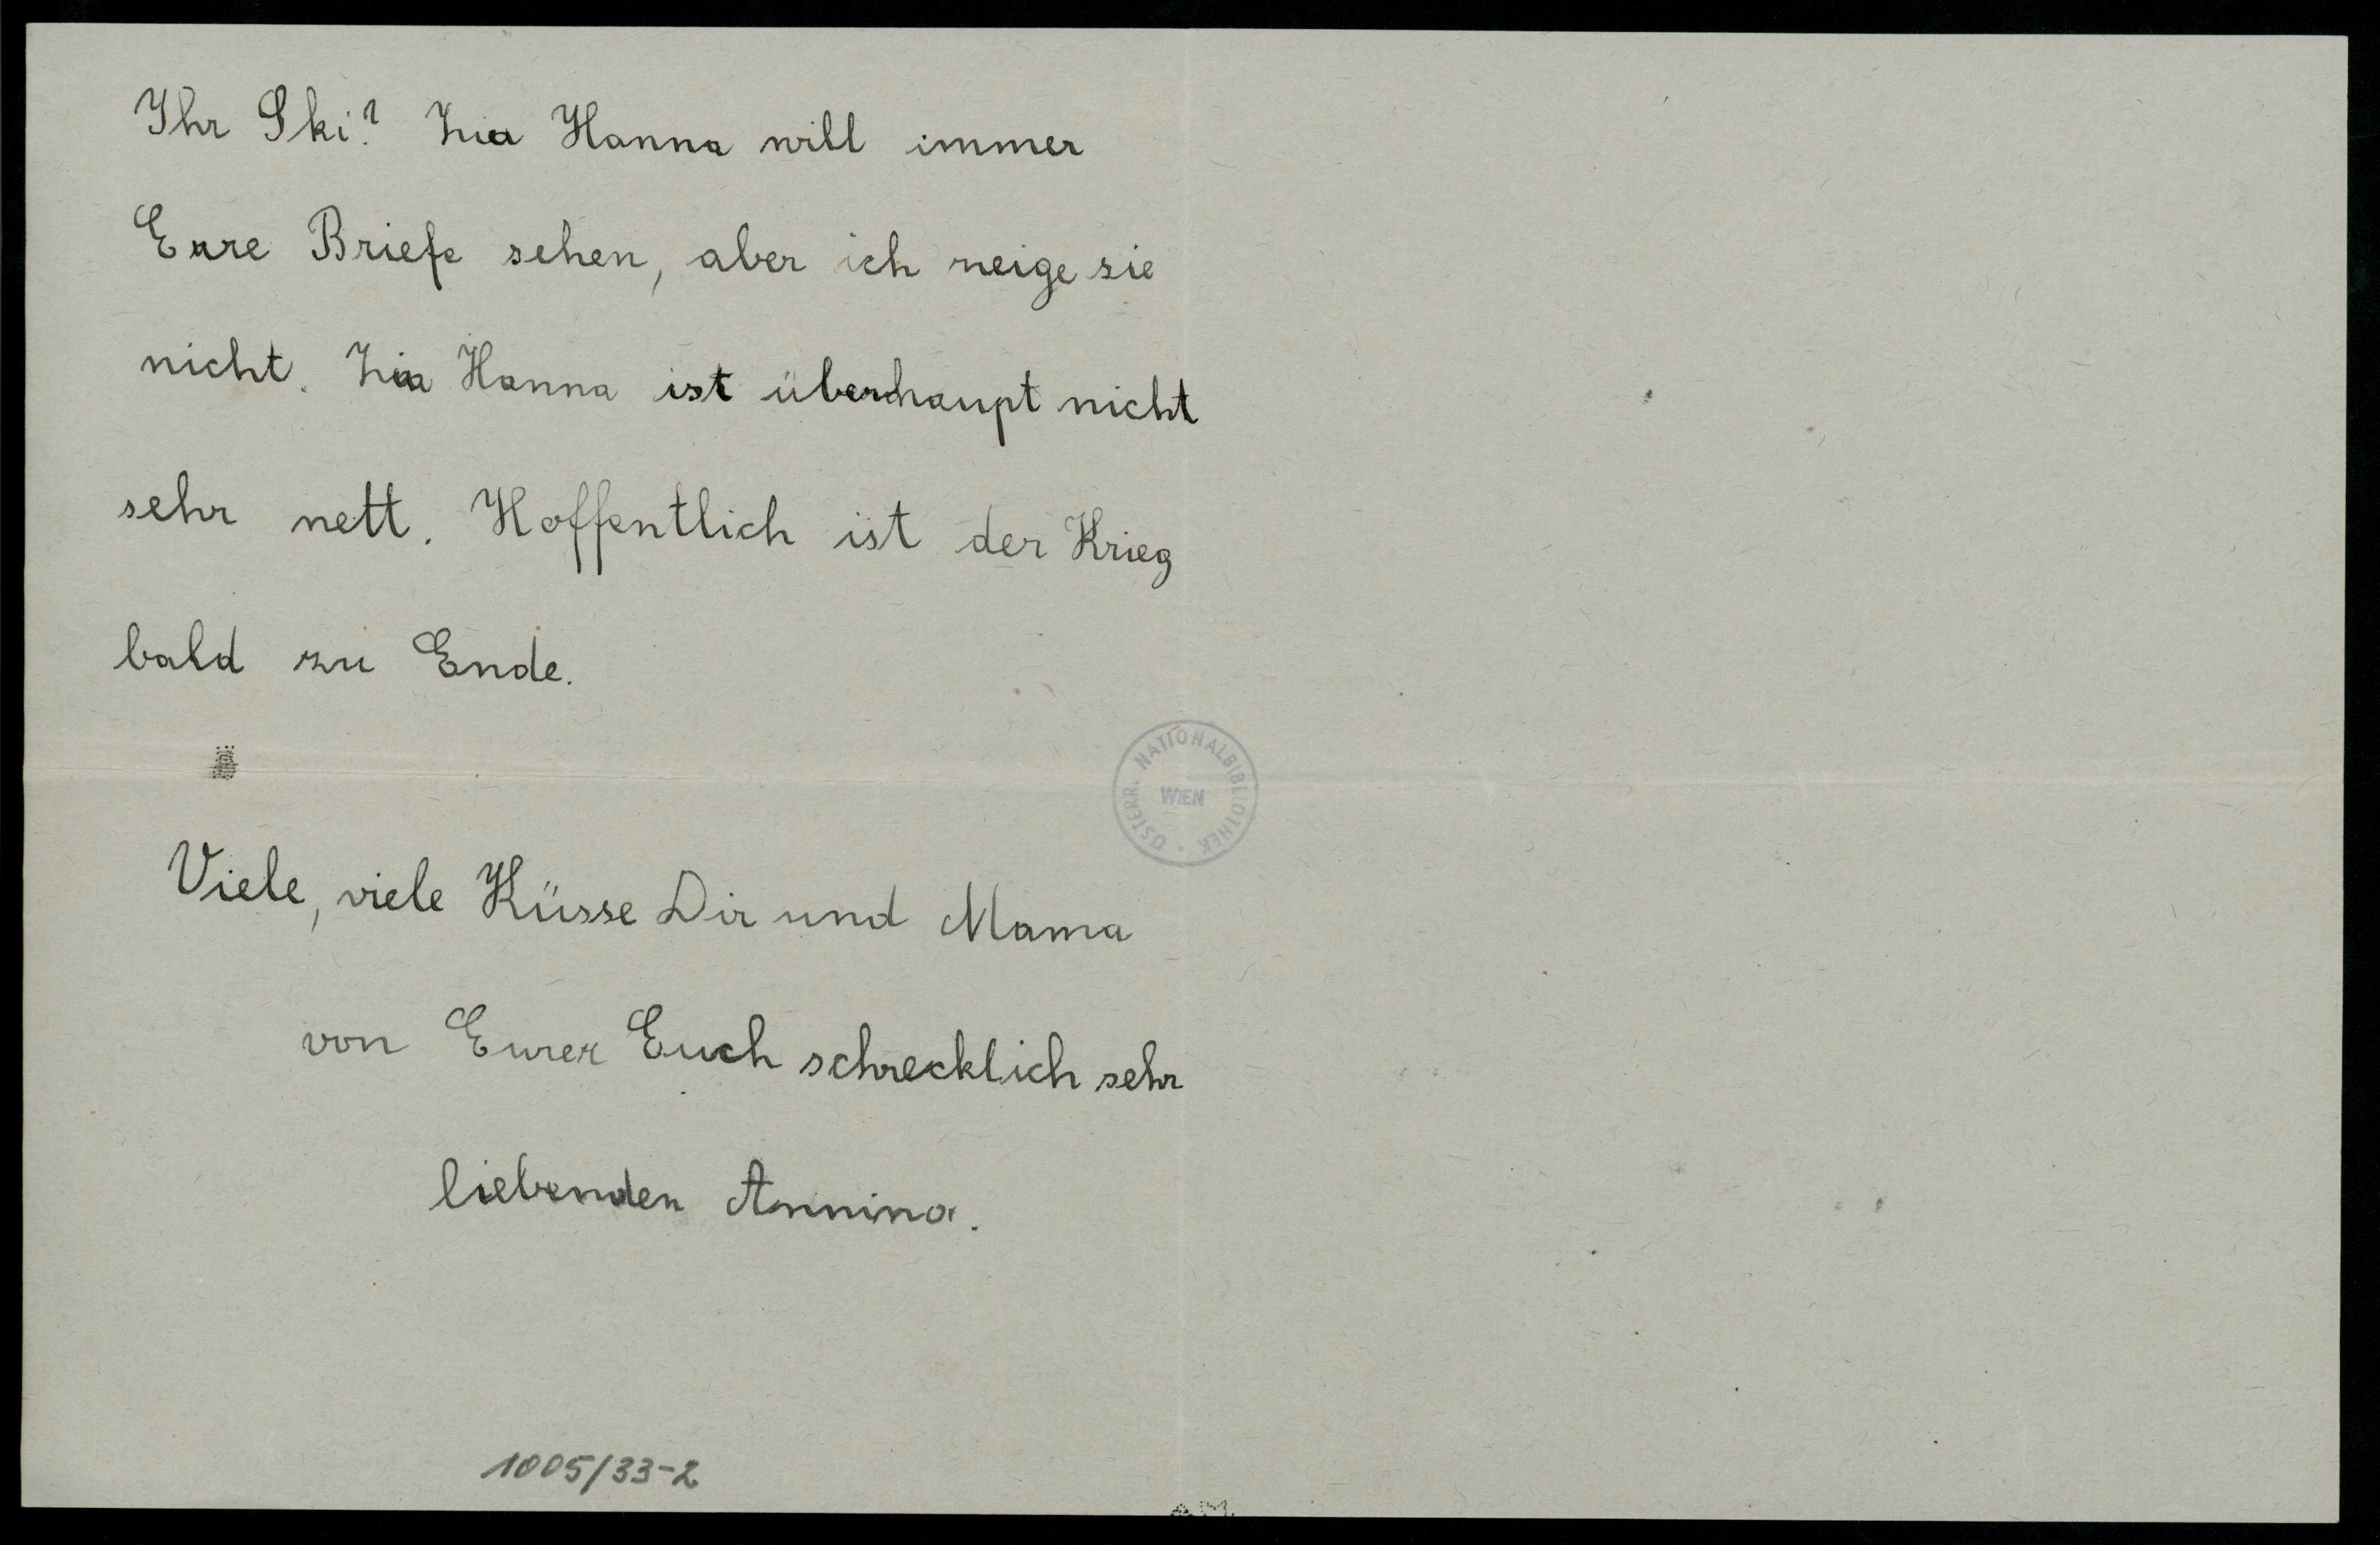 Ihr Ski? Zia Hanna will immer
Eure Briefe sehen, aber ich zeige sie
nicht. Zia Hanna ist überhaupt nicht
sehr nett. Hoffentlich ist der Krieg
bald zu Ende.
ÖSTERR. NATIONALBIBLIOTHEK
WIEN
Viele, viele Küsse Dir und Mama
von Eurer Euch schrecklich sehr
liebenden Annina.
1005/33-2